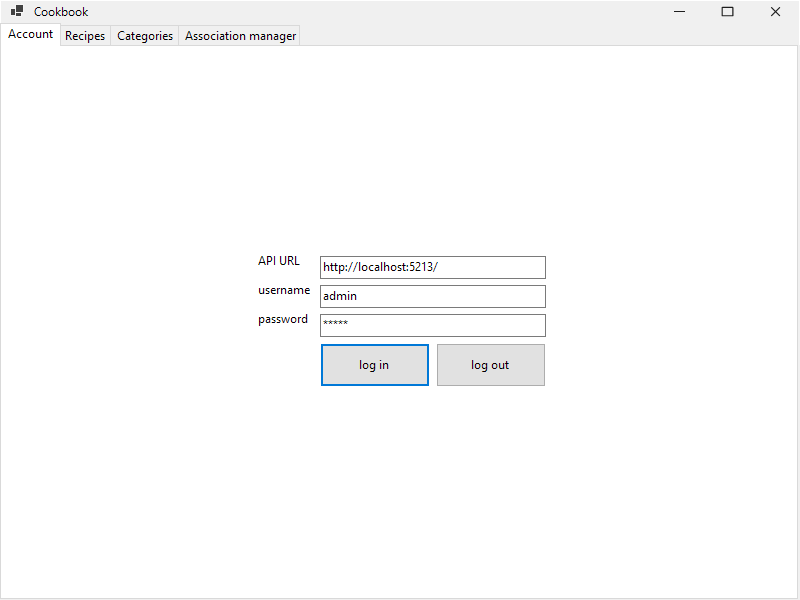 Cookbook
Account Recipes Categories Association manager
API URL http://localhost:5213/
username admin
password *****
log in log out